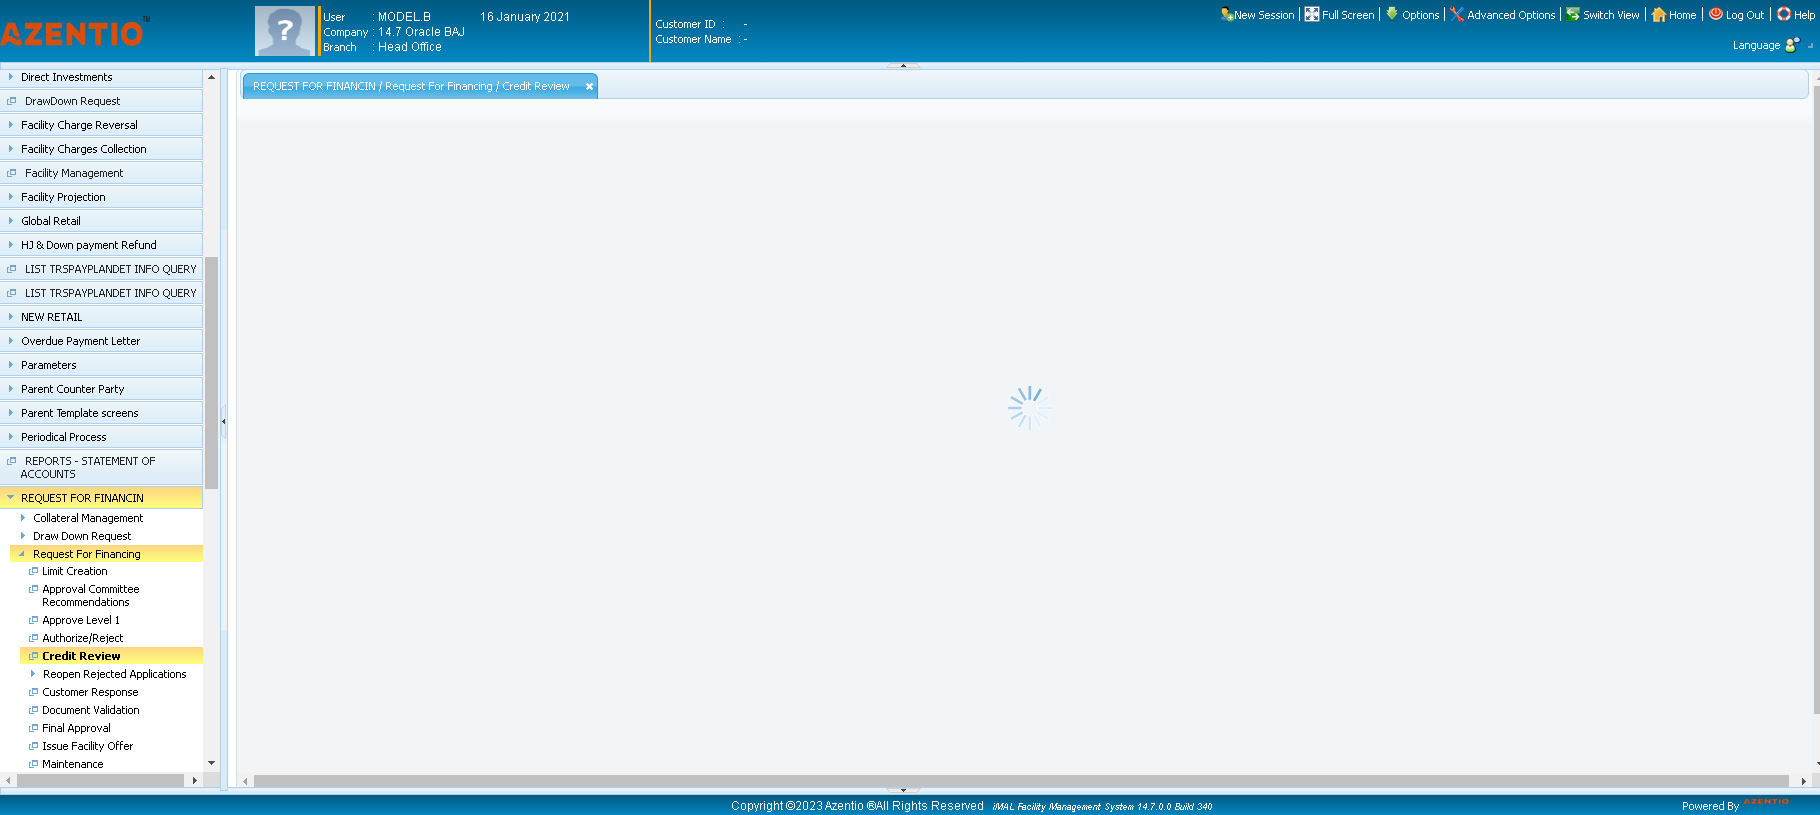 AZENTIO™
User : MODEL.B 16 January 2021
Company : 14.7 Oracle BAJ
Branch : Head Office
Customer ID : -
Customer Name : -
New Session | Full Screen | Options | Advanced Options | Switch View | Home | Log Out | Help
Language
Direct Investments
DrawDown Request
Facility Charge Reversal
Facility Charges Collection
Facility Management
Facility Projection
Global Retail
HJ & Down payment Refund
LIST TRSPAYPLANDET INFO QUERY
LIST TRSPAYPLANDET INFO QUERY
NEW RETAIL
Overdue Payment Letter
Parameters
Parent Counter Party
Parent Template screens
Periodical Process
REPORTS - STATEMENT OF
ACCOUNTS
REQUEST FOR FINANCIN
Collateral Management
Draw Down Request
Request For Financing
Limit Creation
Approval Committee
Recommendations
Approve Level 1
Authorize/Reject
Credit Review
Reopen Rejected Applications
Customer Response
Document Validation
Final Approval
Issue Facility Offer
Maintenance
REQUEST FOR FINANCIN / Request For Financing / Credit Review
Copyright ©2023 Azentio ®All Rights Reserved iMAL Facility Management System 14.7.0.0 Build 340
Powered By AZENTIO